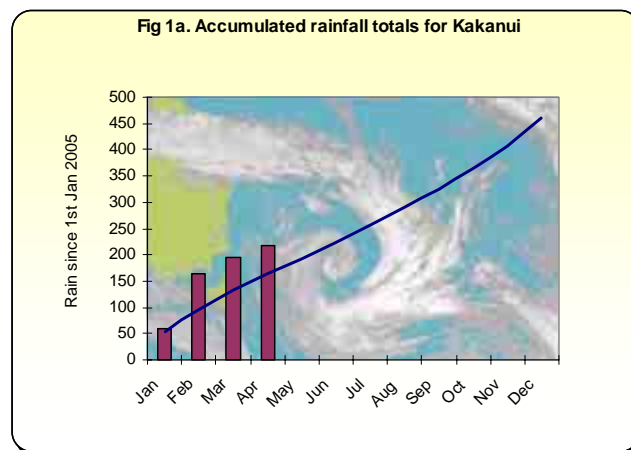 Fig 1a. Accumulated rainfall totals for Kakanui
Rain since 1st Jan 2005
500
450
400
350
300
250
200
150
100
50
0
Jan
Feb
Mar
Apr
May
Jun
Jul
Aug
Sep
Oct
Nov
Dec